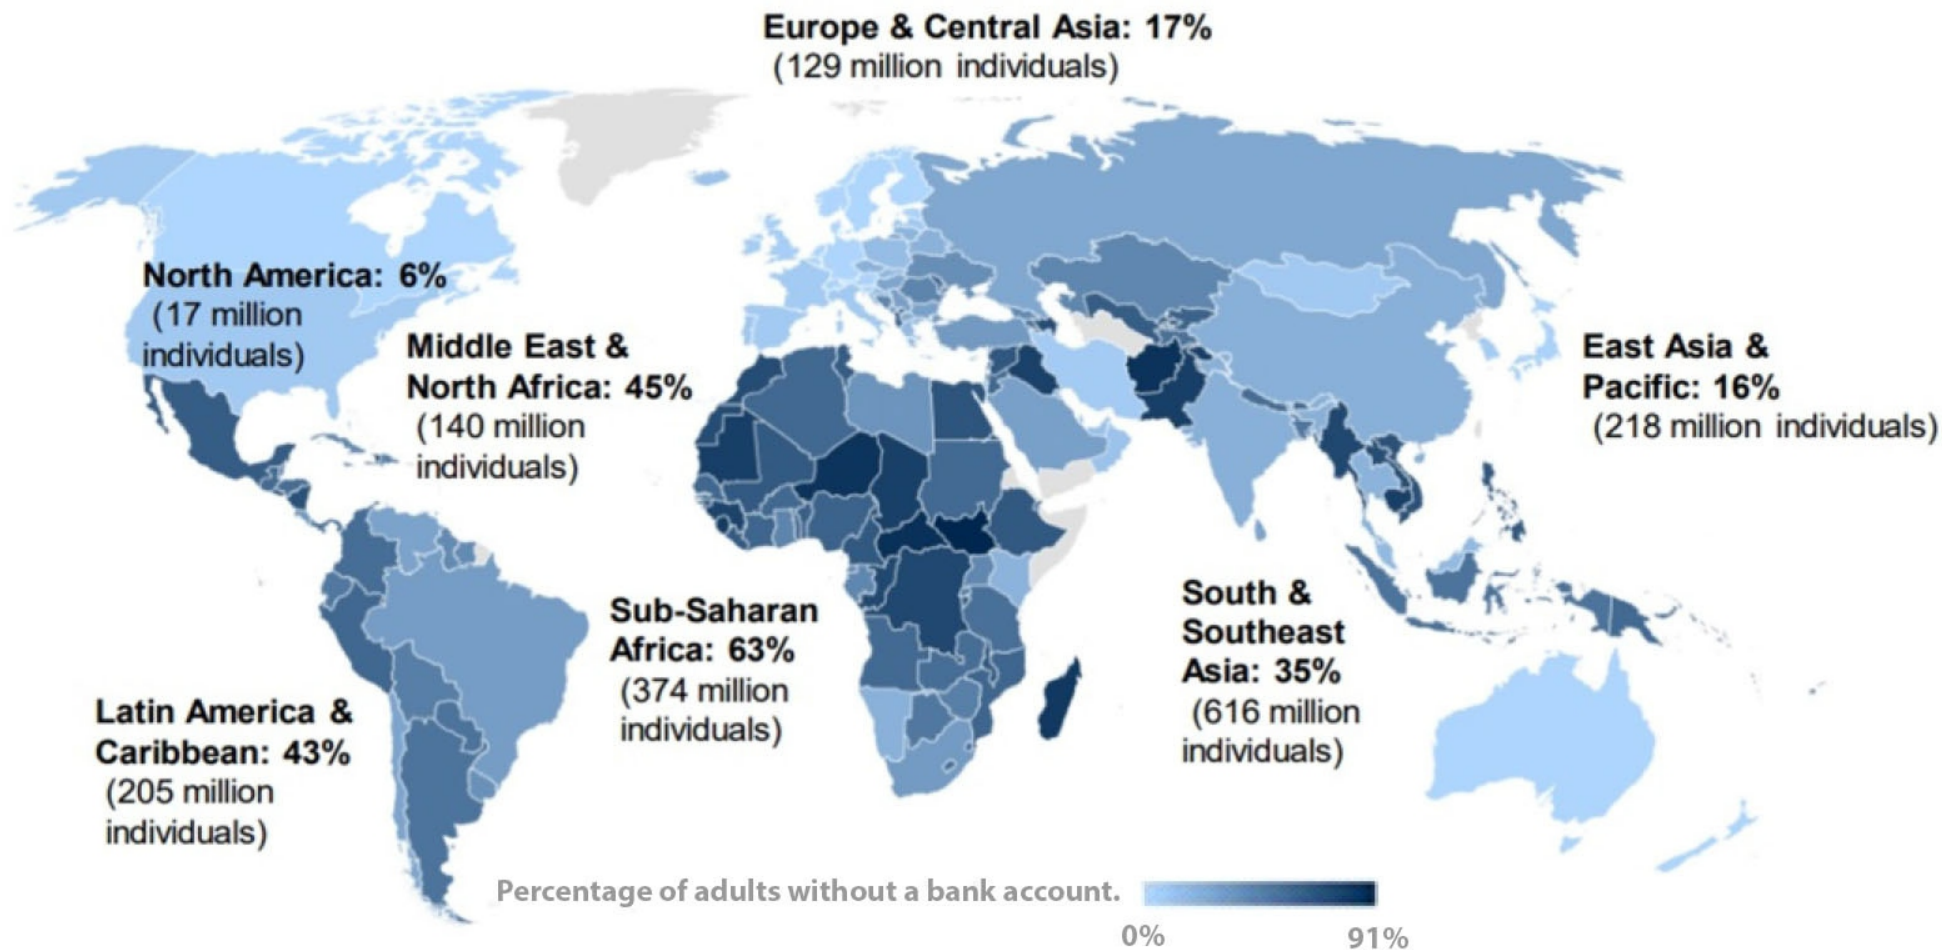 Europe & Central Asia: 17%
(129 million individuals)
North America: 6%
(17 million
individuals)
Middle East &
North Africa: 45%
(140 million
individuals)
East Asia &
Pacific: 16%
(218 million individuals)
Sub-Saharan
Africa: 63%
(374 million
individuals)
South &
Southeast
Asia: 35%
(616 million
individuals)
Latin America &
Caribbean: 43%
(205 million
individuals)
Percentage of adults without a bank account.
0%
91%